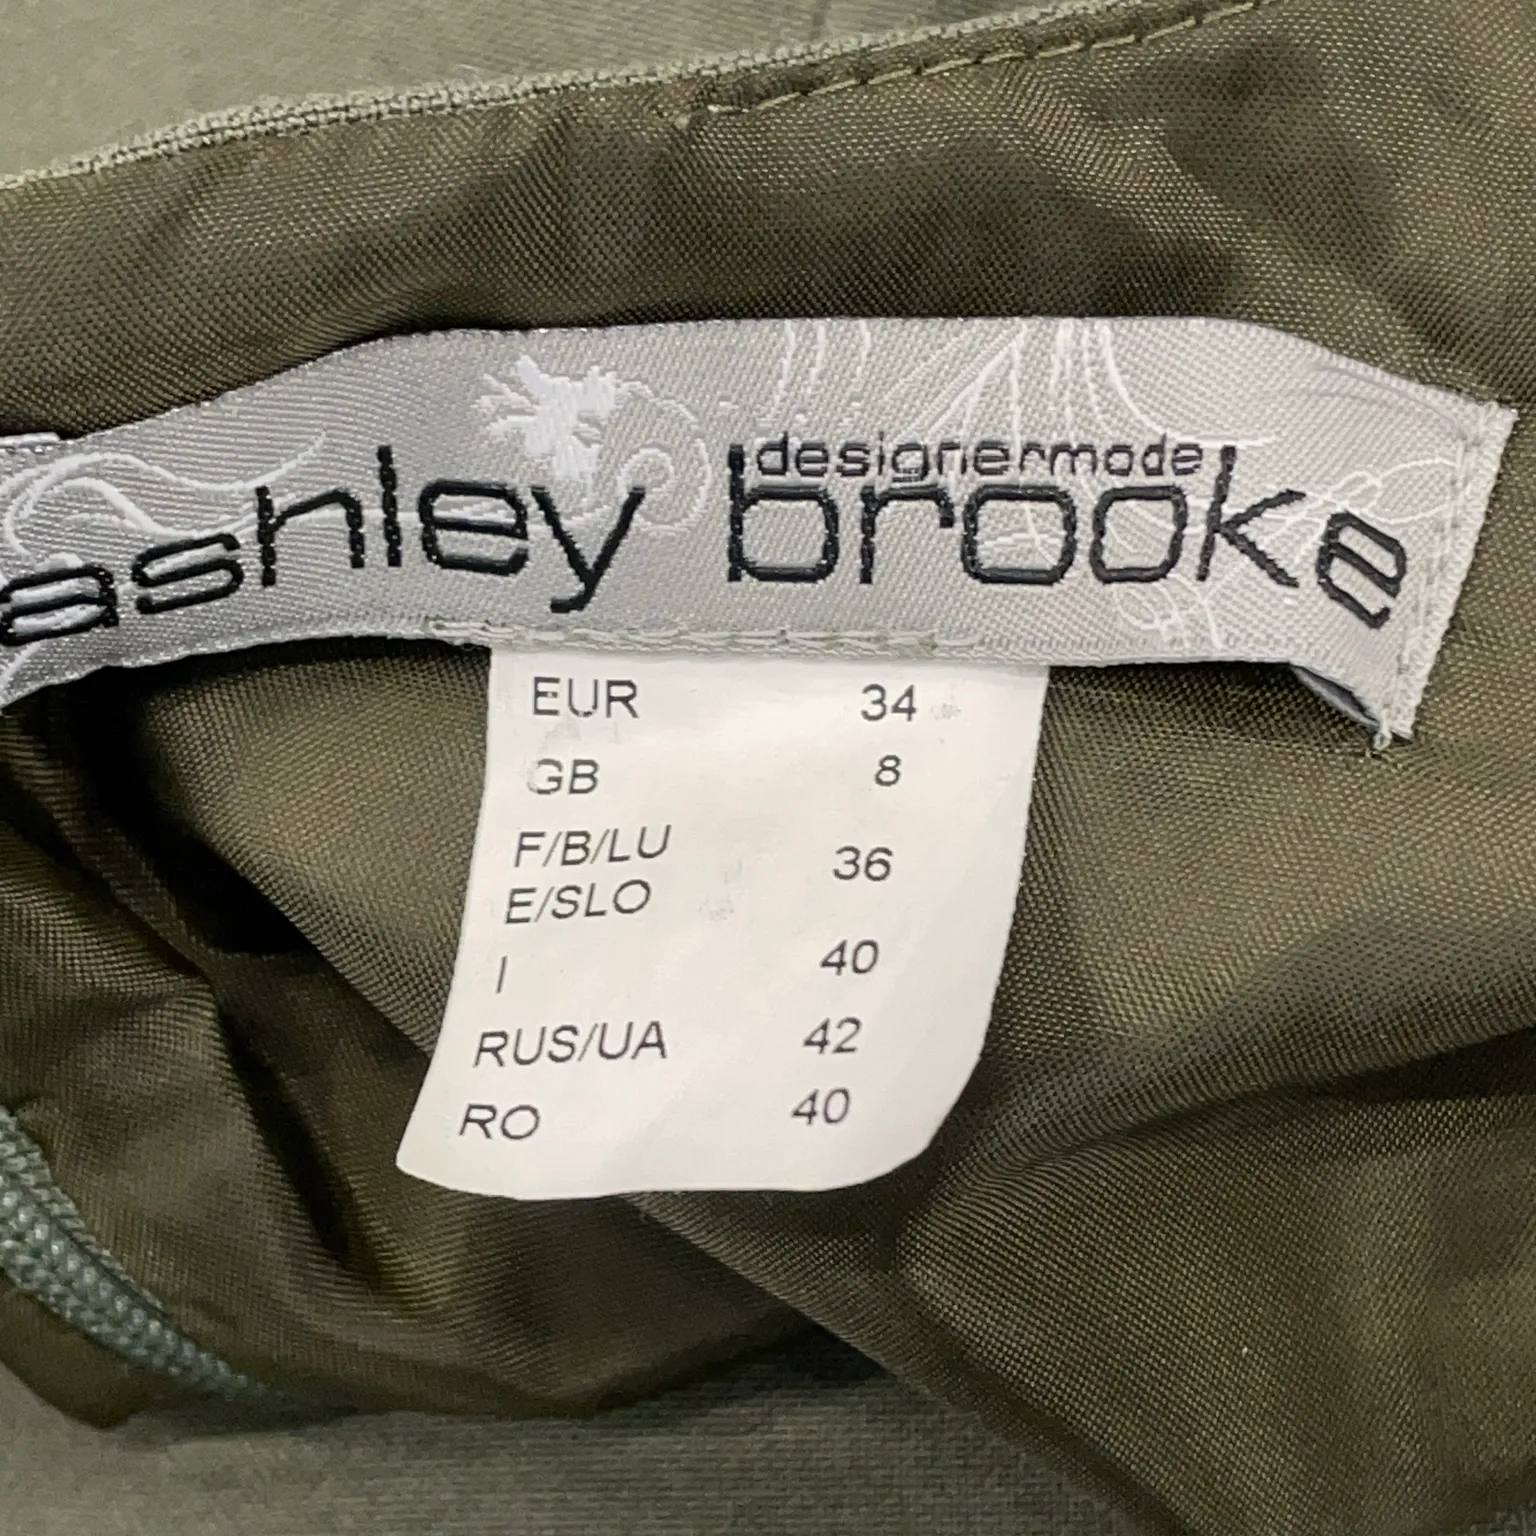 designermode
ashley brooke
EUR 34
GB 8
F/B/LU
E/SLO 36
I 40
RUS/UA 42
RO 40